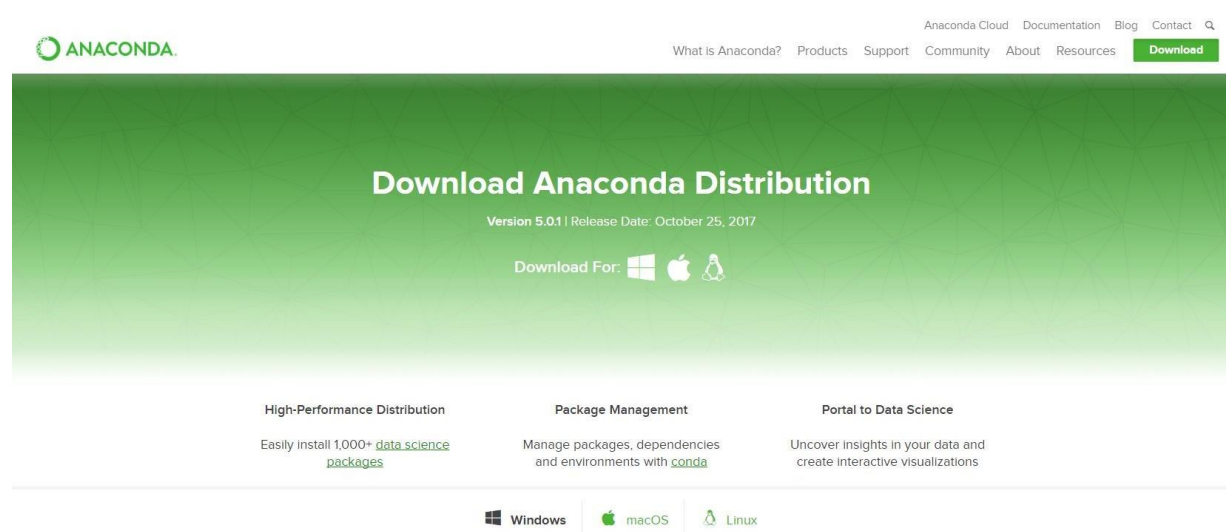 Anaconda Cloud Documentation Blog Contact
ANACONDA.
What is Anaconda? Products Support Community About Resources Download
Download Anaconda Distribution
Version 5.0.1 | Release Date: October 25, 2017
Download For:
High-Performance Distribution
Easily install 1,000+ data science
packages
Package Management
Manage packages, dependencies
and environments with conda
Portal to Data Science
Uncover insights in your data and
create interactive visualizations
Windows macOS Linux